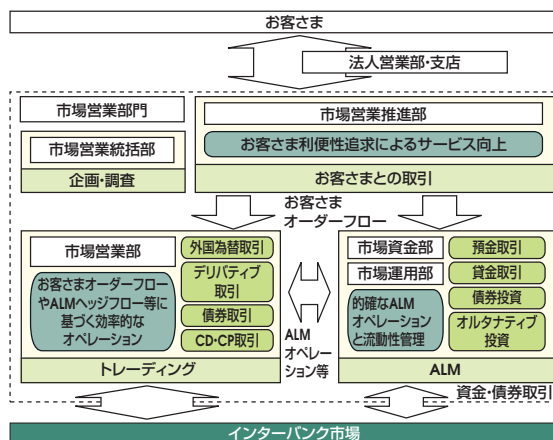 お客さま
法人営業部・支店
市場営業部門
市場営業統括部
企画・調査
市場営業推進部
お客さま利便性追求によるサービス向上
お客さまとの取引
お客さま
オーダーフロー
市場営業部
お客さまオーダーフロー
やALMヘッジフロー等に
基づく効率的な
オペレーション
外国為替取引
デリバティブ
取引
債券取引
CD・CP取引
トレーディング
ALM
オペレー
ション等
市場資金部
市場運用部
的確なALM
オペレーション
と流動性管理
預金取引
貸金取引
債券投資
オルタナティブ
投資
ALM
資金・債券取引
インターバンク市場